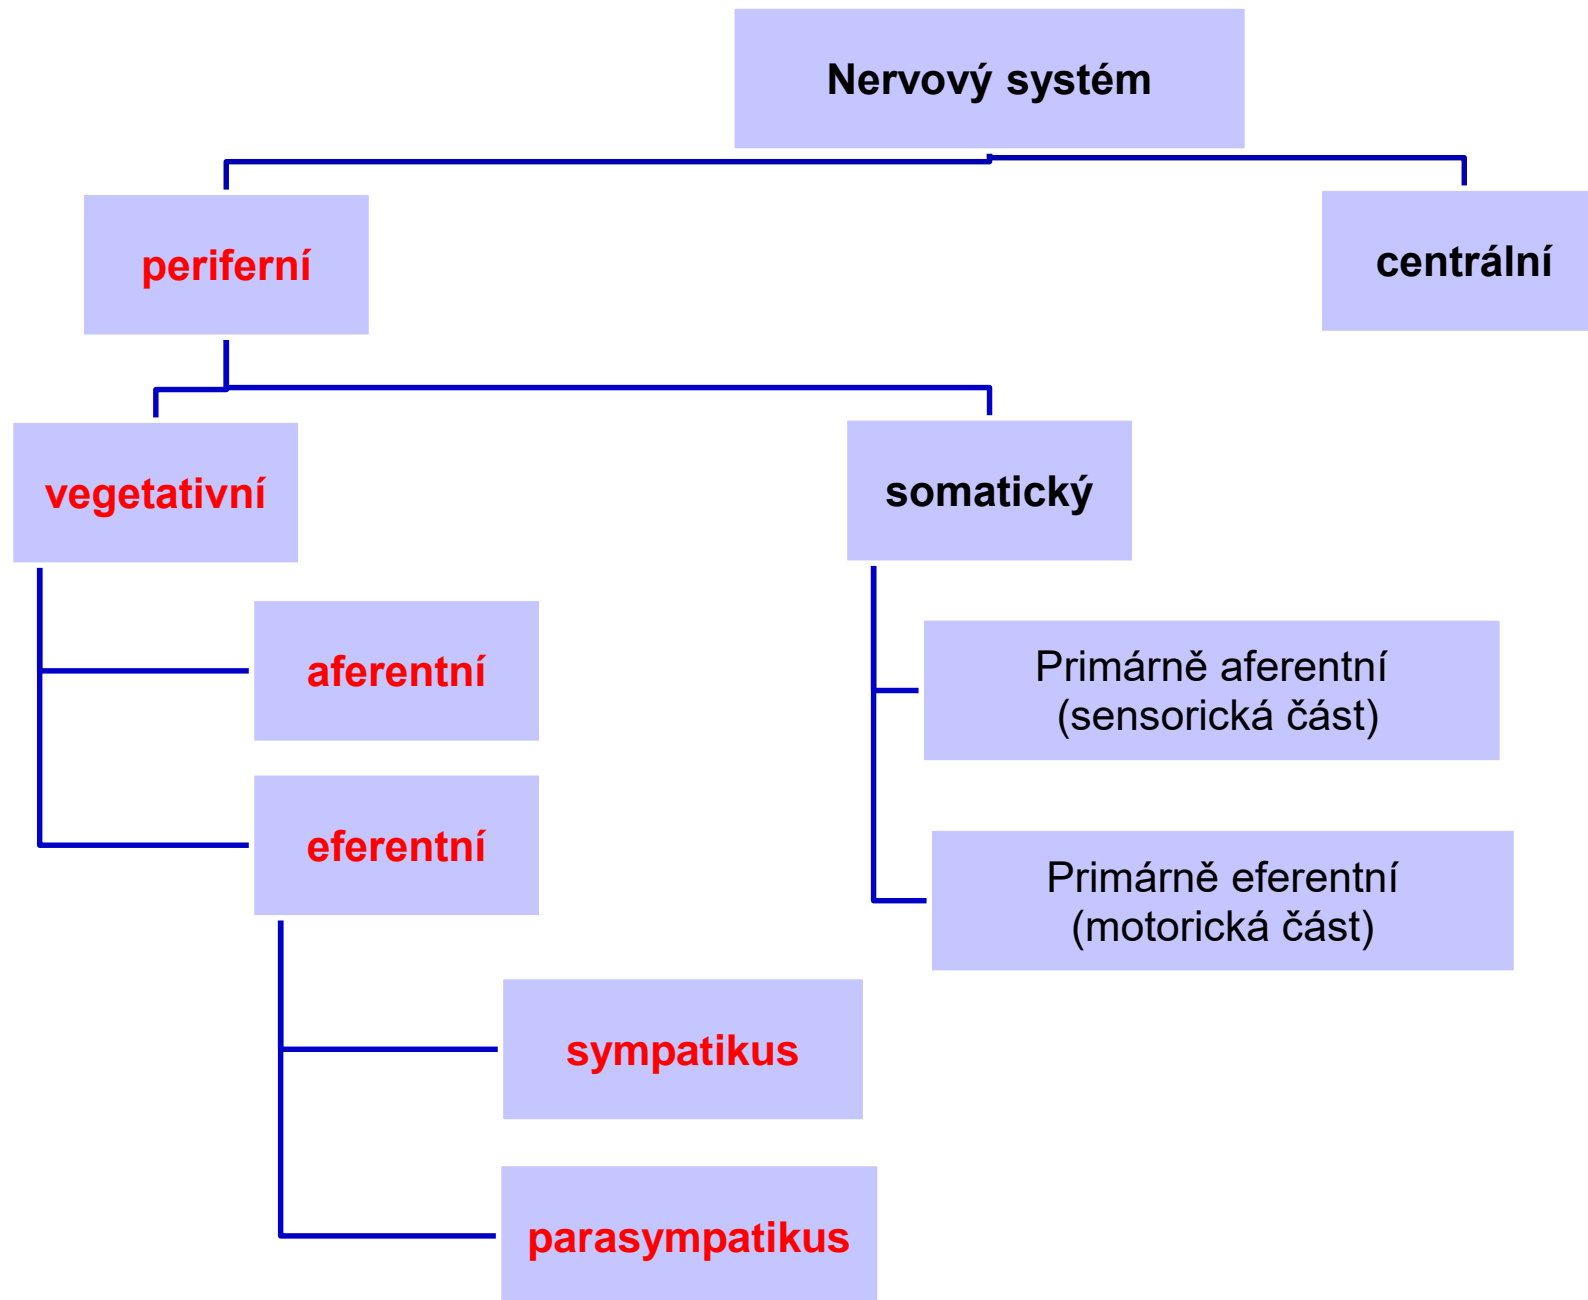 Nervový systém
periferní
centrální
vegetativní
somatický
aferentní
Primárně aferentní
(sensorická část)
eferentní
Primárně eferentní
(motorická část)
sympatikus
parasympatikus